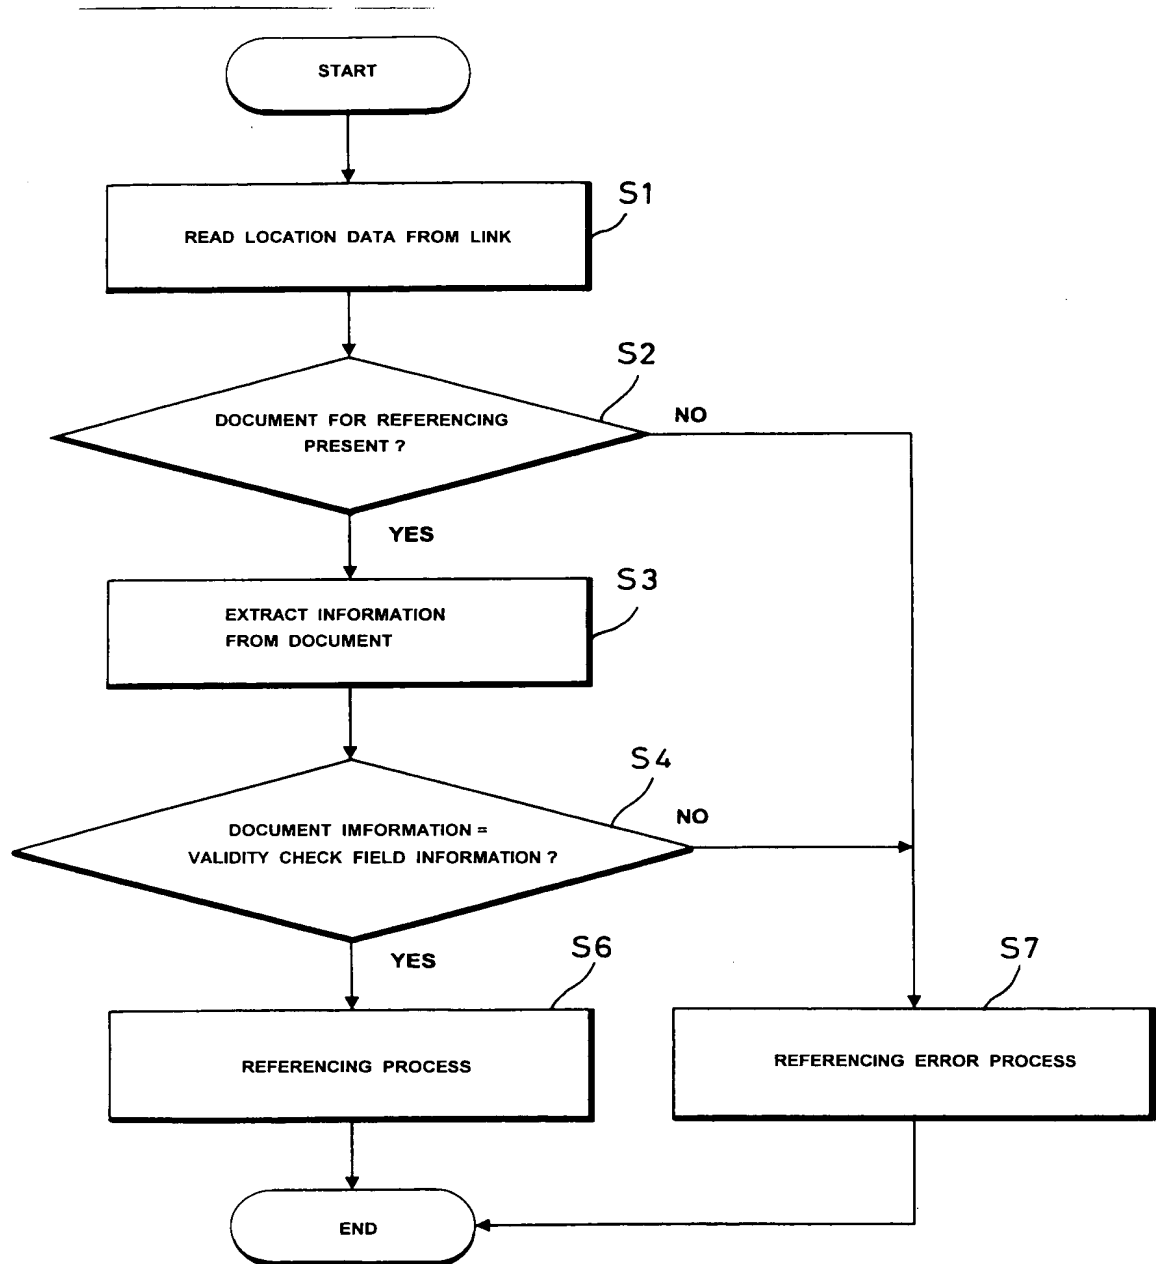 START
S1
READ LOCATION DATA FROM LINK
S2
DOCUMENT FOR REFERENCING
PRESENT ?
NO
YES
S3
EXTRACT INFORMATION
FROM DOCUMENT
S4
DOCUMENT IMFORMATION =
VALIDITY CHECK FIELD INFORMATION ?
NO
YES
S6
REFERENCING PROCESS
S7
REFERENCING ERROR PROCESS
END